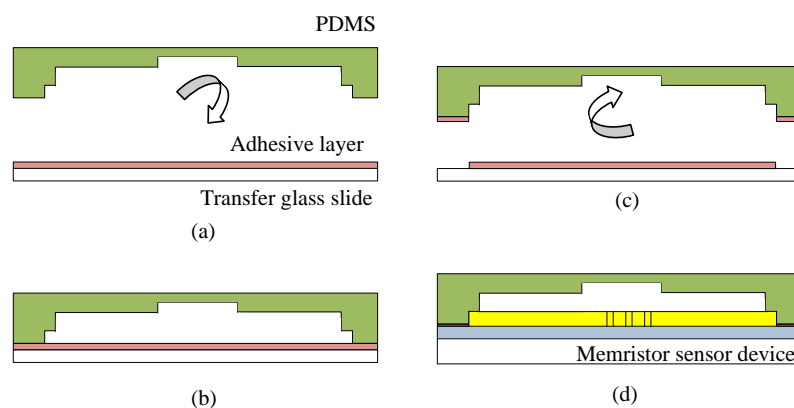 PDMS
Adhesive layer
Transfer glass slide
(a)
(b)
(c)
Memristor sensor device
(d)